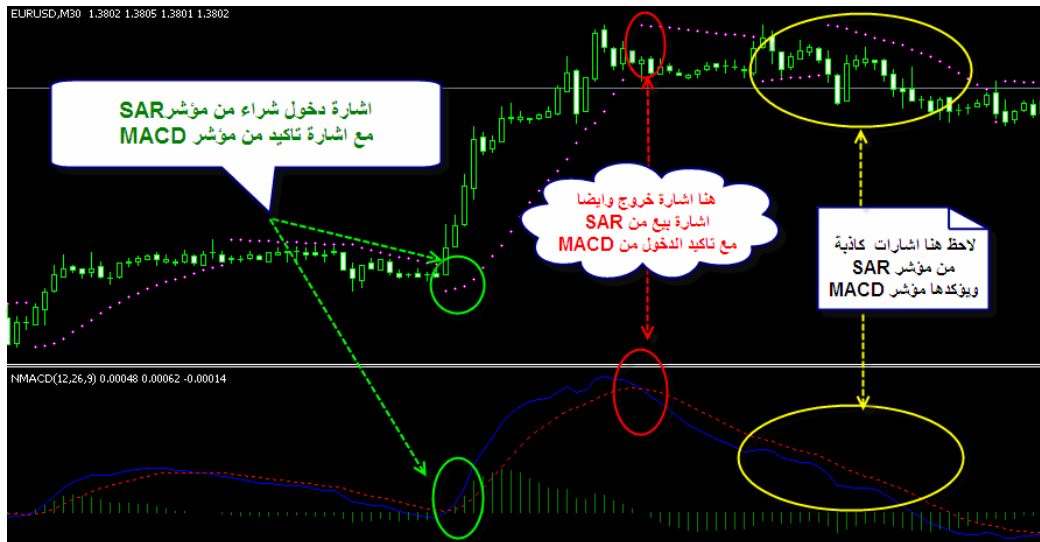 EURUSD,M30 1.3802 1.3805 1.3801 1.3802
اشارة دخول شراء من مؤشر SAR
مع اشارة تاكيد من مؤشر MACD
هنا اشارة خروج وايضا
اشارة بيع من SAR
مع تاكيد الدخول من MACD
لاحظ هنا اشارات كاذبة
من مؤشر SAR
ويؤكدها مؤشر MACD
NMACD(12,26,9) 0.00048 0.00062 -0.00014